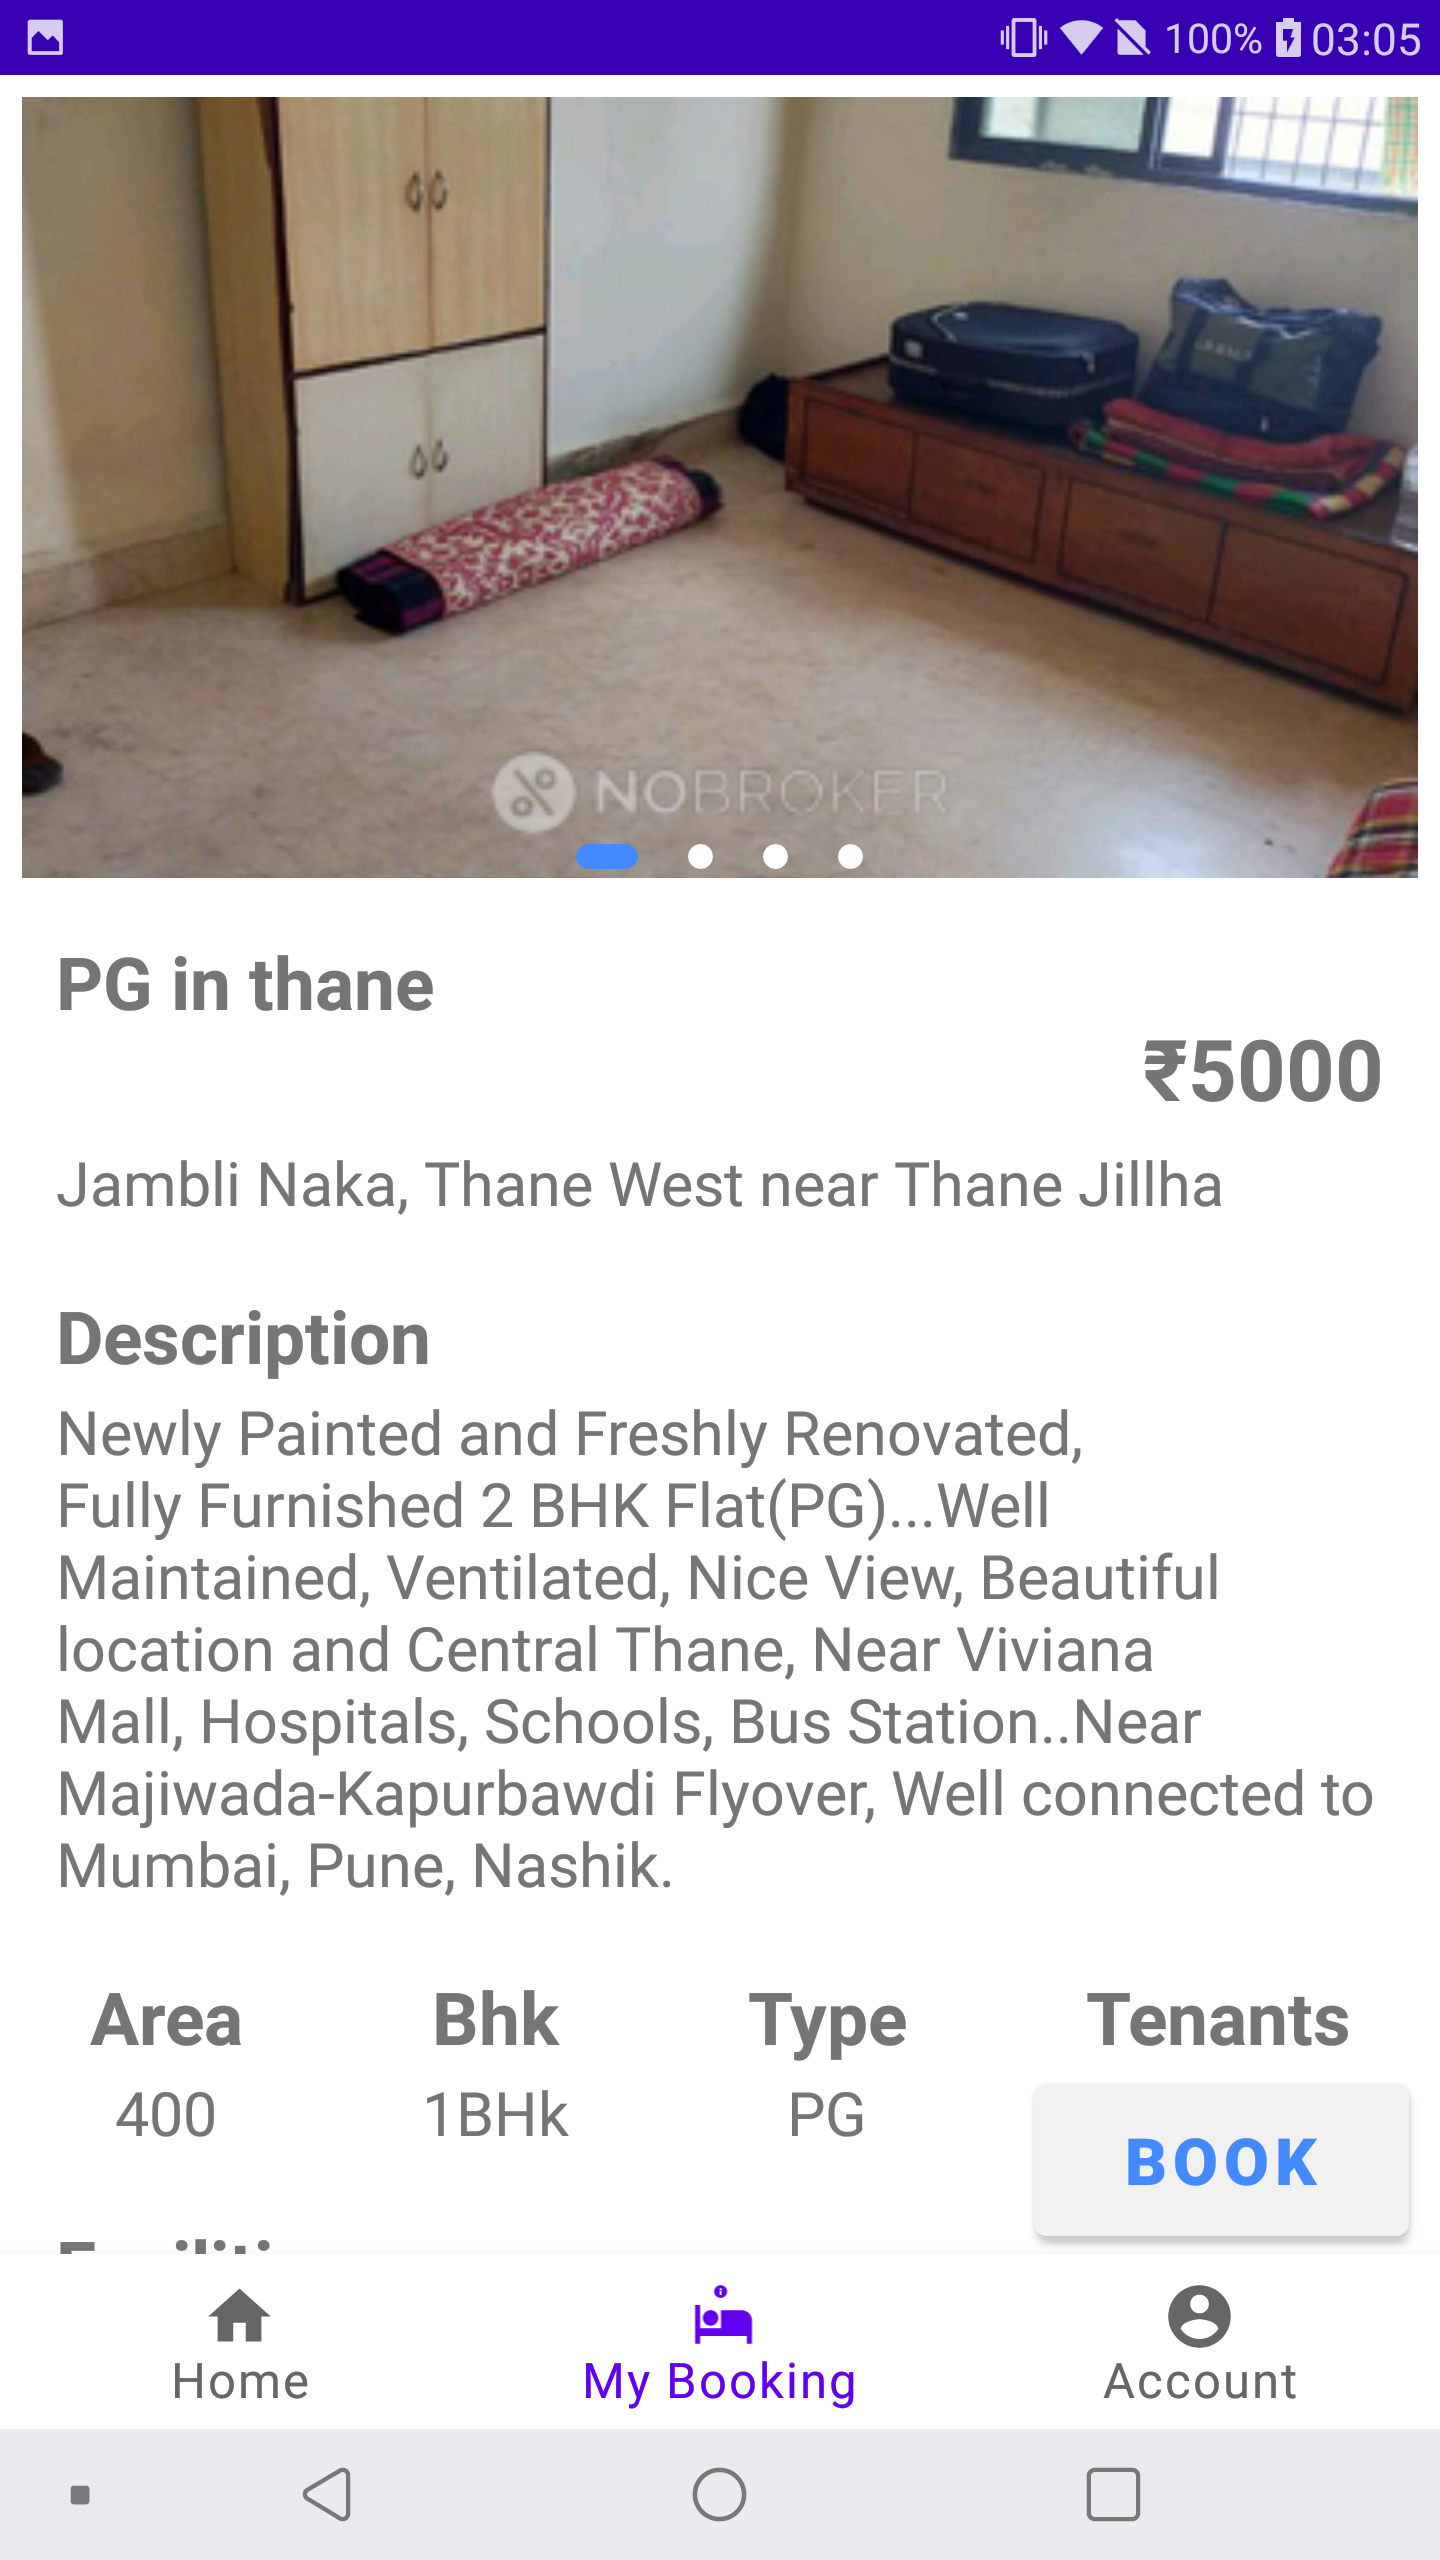 100% 03:05
NOBROKER
PG in thane
₹5000
Jambli Naka, Thane West near Thane Jillha
Description
Newly Painted and Freshly Renovated,
Fully Furnished 2 BHK Flat(PG)...Well
Maintained, Ventilated, Nice View, Beautiful
location and Central Thane, Near Viviana
Mall, Hospitals, Schools, Bus Station..Near
Majiwada-Kapurbawdi Flyover, Well connected to
Mumbai, Pune, Nashik.
Area Bhk Type Tenants
400 1BHk PG
BOOK
Home My Booking Account